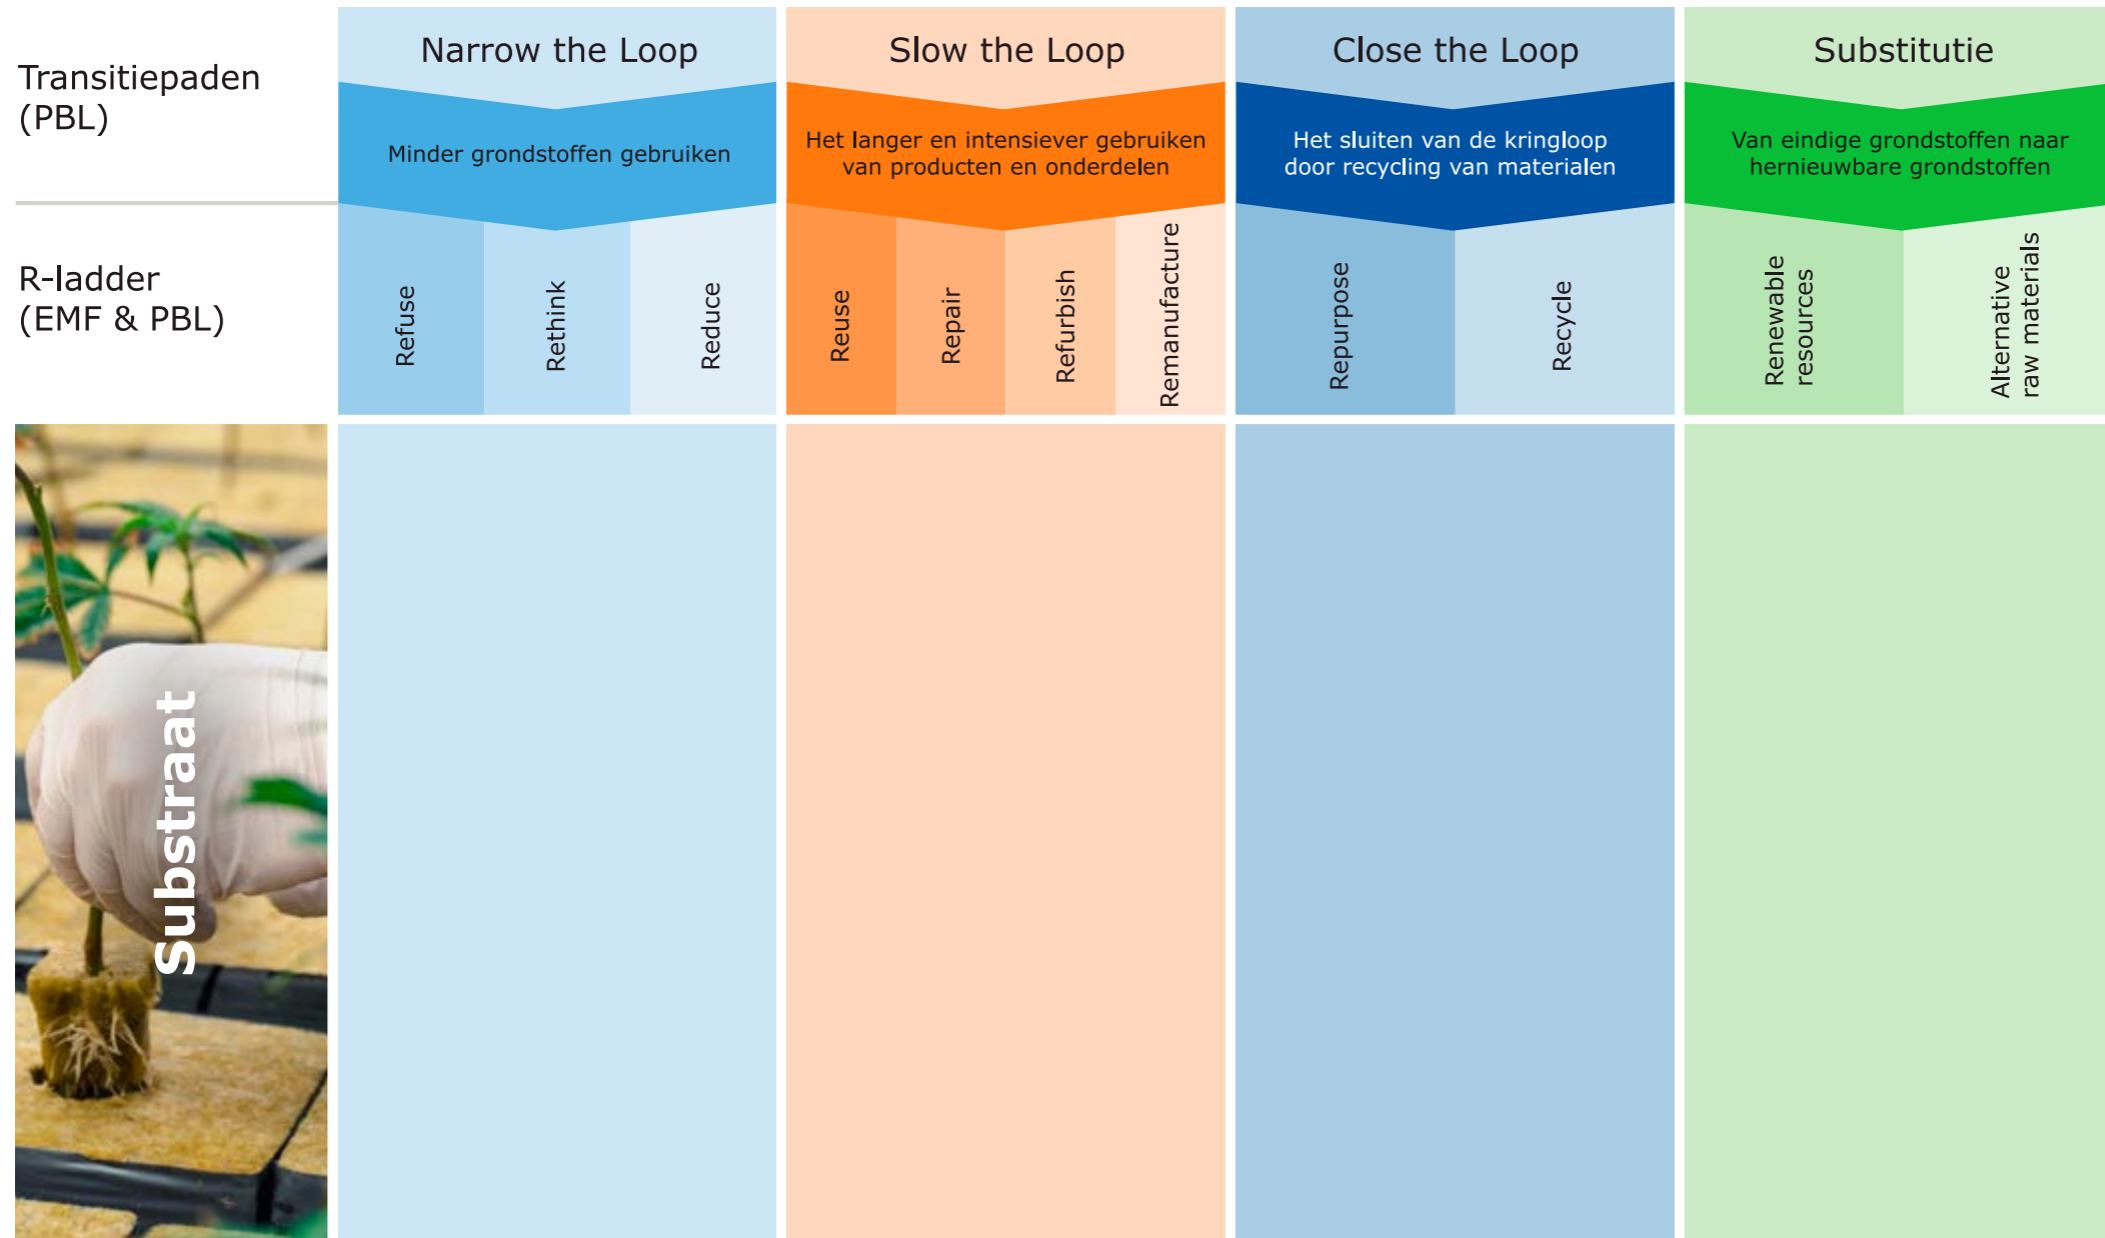 Transitiepaden
(PBL)
Narrow the Loop
Minder grondstoffen gebruiken
Slow the Loop
Het langer en intensiever gebruiken
van producten en onderdelen
Close the Loop
Het sluiten van de kringloop
door recycling van materialen
Substitutie
Van eindige grondstoffen naar
hernieuwbare grondstoffen
R-ladder
(EMF & PBL)
Refuse
Rethink
Reduce
Reuse
Repair
Refurbish
Remanufacture
Repurpose
Recycle
Renewable
resources
Alternative
raw materials
Substraat